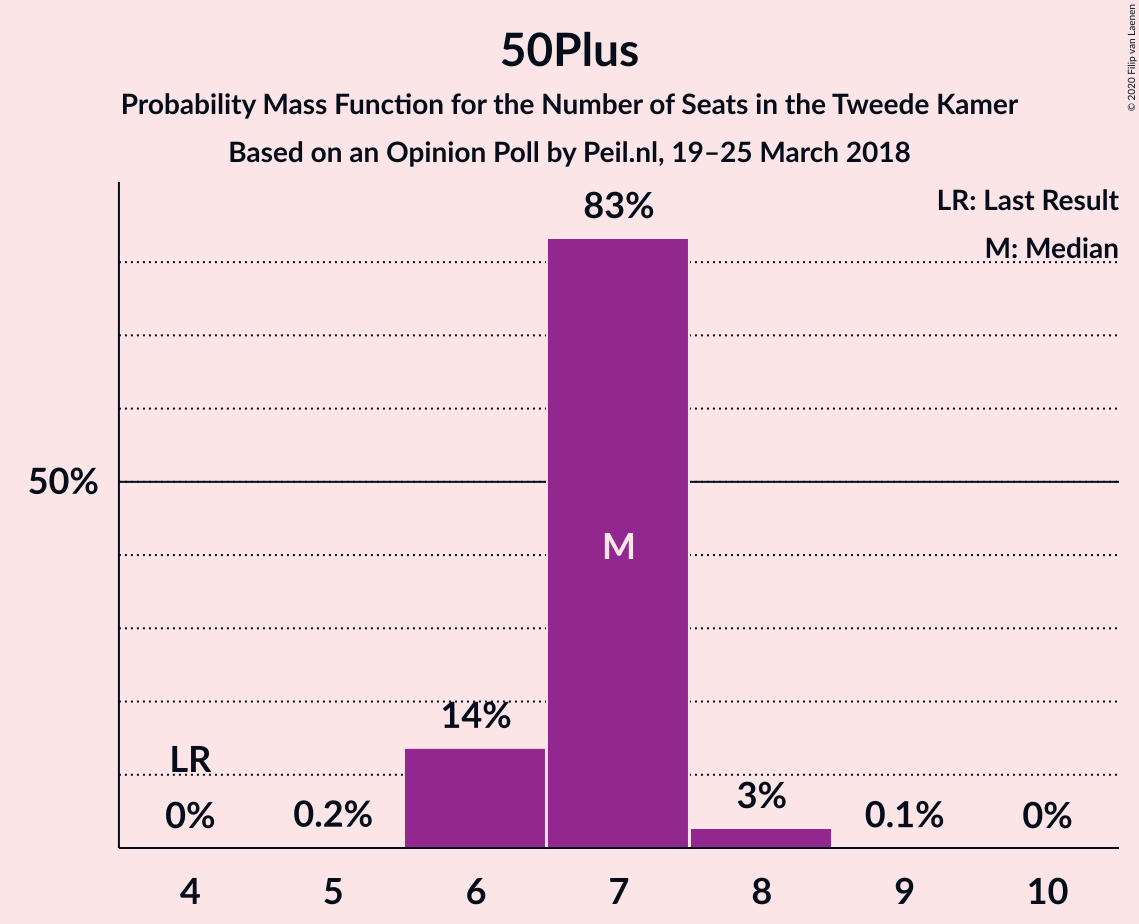 50Plus
Probability Mass Function for the Number of Seats in the Tweede Kamer
Based on an Opinion Poll by Peil.nl, 19–25 March 2018
© 2020 Filip van Laenen
LR: Last Result
M: Median
83%
50%
M
14%
LR
0%
0.2%
3%
0.1%
0%
4 5 6 7 8 9 10